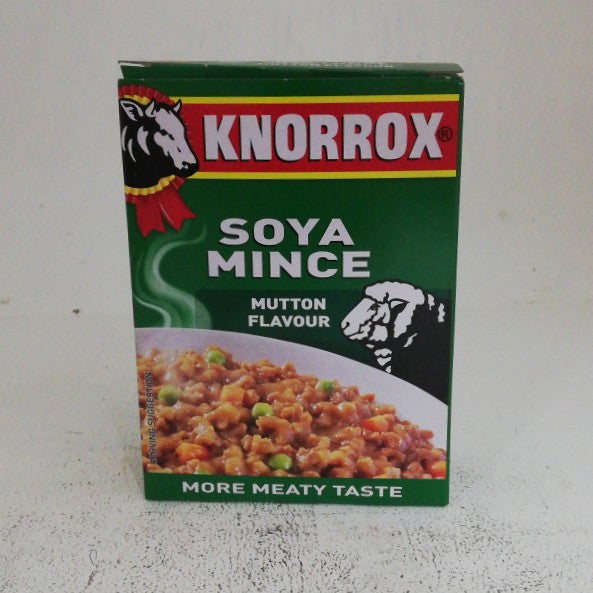 KNORROX®
SOYA
MINCE
MUTTON
FLAVOUR
SERVING SUGGESTION
MORE MEATY TASTE